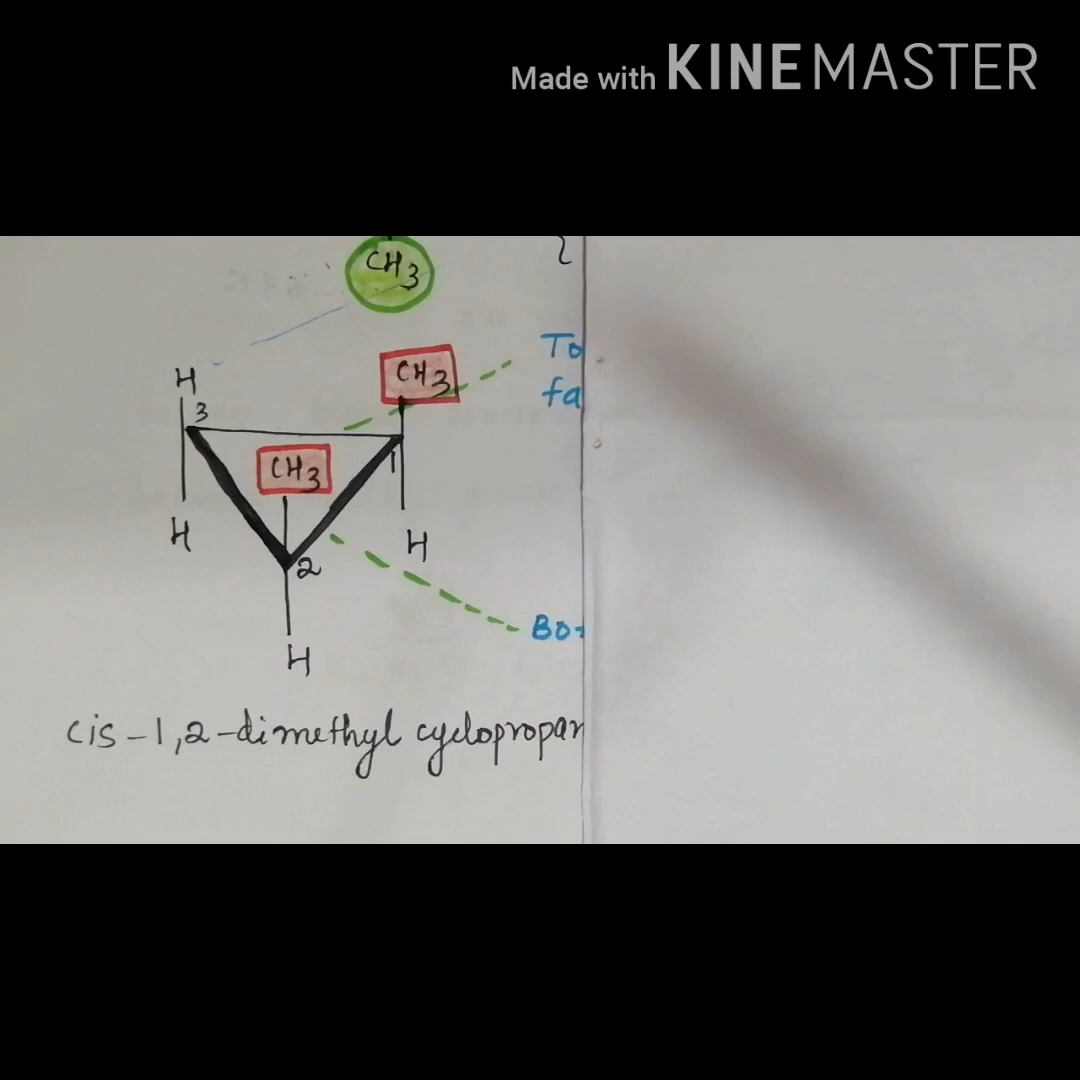 Made with KINEMASTER
CH3
To
fa
H
CH3
3
CH3
1
H
H
2
Bo
H
cis-1,2-dimethyl cyclopropan